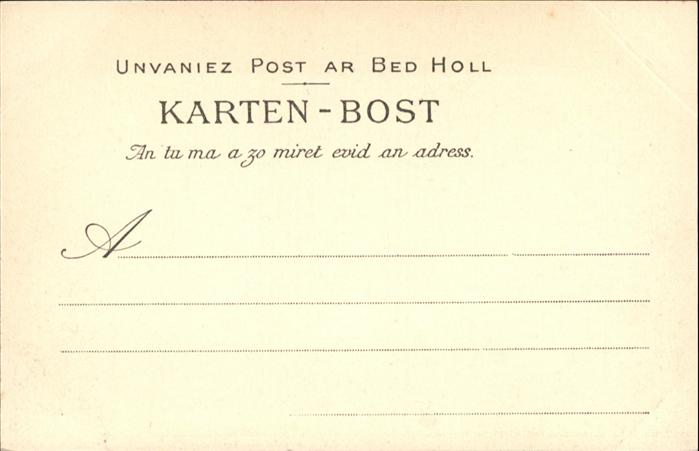 UNVANIEZ POST AR BED HOLL
KARTEN-BOST
An tu ma a zo miret evid an adress.
A